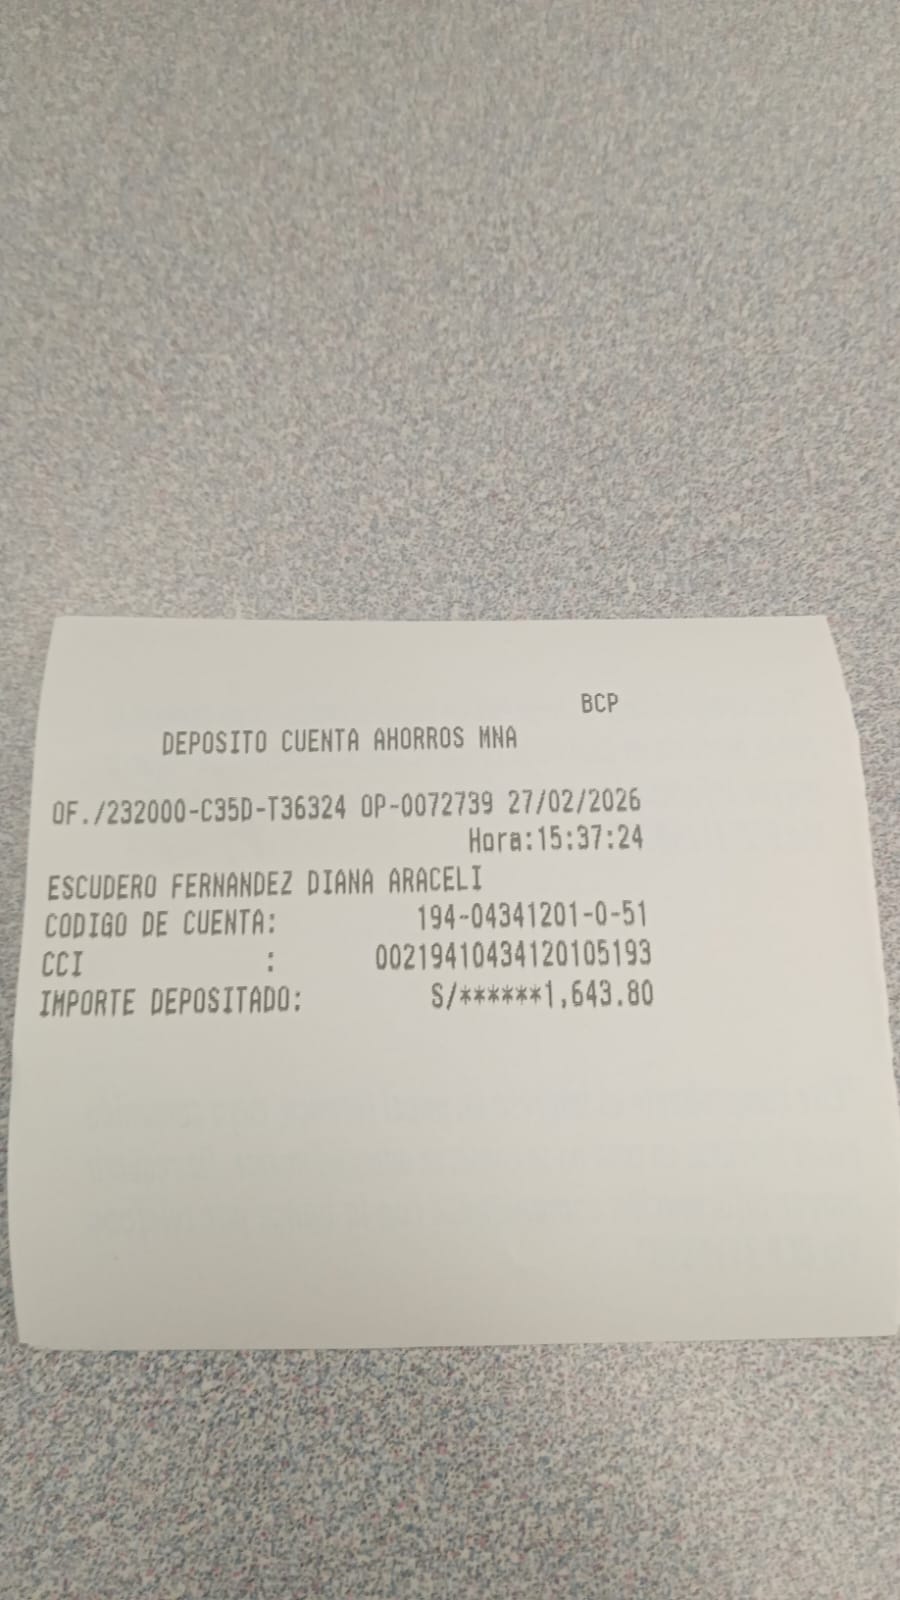 BCP
DEPOSITO CUENTA AHORROS MNA
OF./232000-C35D-T36324 OP-0072739 27/02/2026
Hora:15:37:24
ESCUDERO FERNANDEZ DIANA ARACELI
CODIGO DE CUENTA: 194-04341201-0-51
CCI : 00219410434120105193
IMPORTE DEPOSITADO: S/******1,643.80